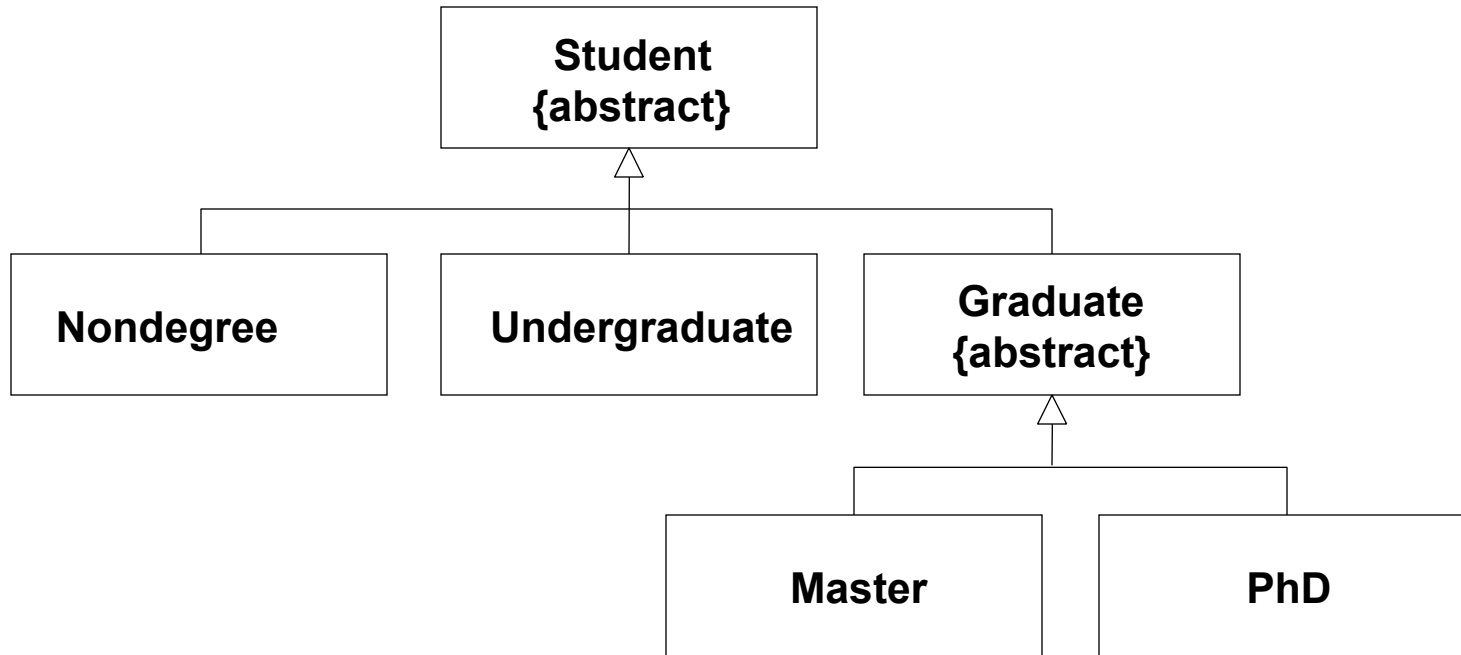 Student
{abstract}
Nondegree
Undergraduate
Graduate
{abstract}
Master
PhD